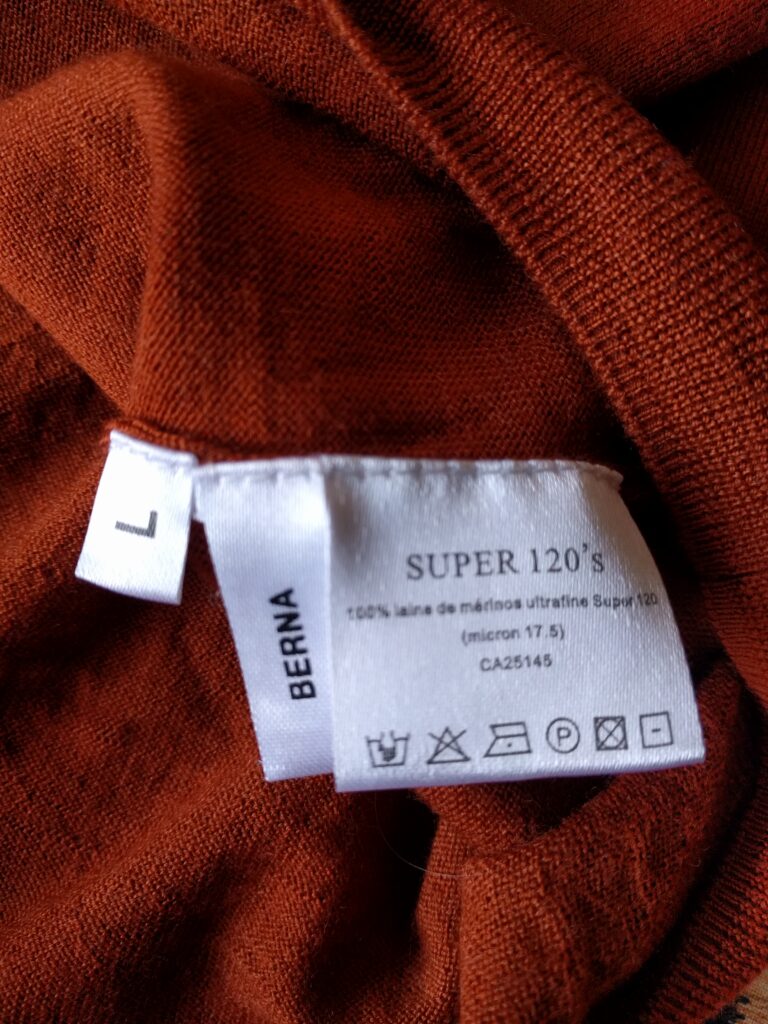 L
BERNA
SUPER 120's
100% laine de mérinos ultrafine Super 120
(micron 17.5)
CA25145
P